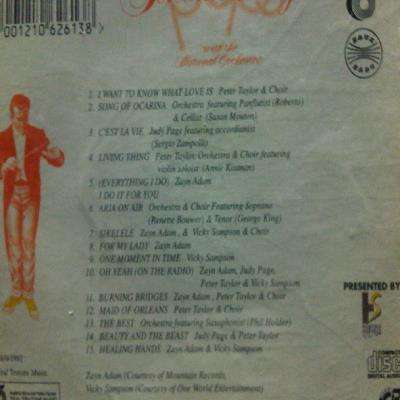 001210 626138
with the
National Orchestra
1. I WANT TO KNOW WHAT LOVE IS Peter Taylor & Choir
2. SONG OF OCARINA Orchestra featuring Panflutist (Roberto)
& Cellist (Susan Mouton)
3. C'EST LA VIE Judy Page featuring accordianist
(Sergio Zampolli)
4. LIVING THING Peter Taylor, Orchestra & Choir featuring
violin soloist (Annie Kisanan)
5. (EVERYTHING I DO) Zayn Adam
I DO IT FOR YOU
6. ARIA ON AIR Orchestra & Choir Featuring Soprano
(Renette Bouwer) & Tenor (George King)
7. SIKELELE Zayn Adam, & Vicky Sampson & Choir
8. FOR MY LADY Zayn Adam
9. ONE MOMENT IN TIME Vicky Sampson
10. OH YEAH (ON THE RADIO) Zayn Adam, Judy Page,
Peter Taylor & Vicky Sampson
11. BURNING BRIDGES Zayn Adam, Peter Taylor & Choir
12. MAID OF ORLEANS Peter Taylor & Choir
13. THE BEST Orchestra featuring Saxophonist (Phil Holder)
14. BEAUTY AND THE BEAST Judy Page & Peter Taylor
15. HEALING HANDS Zayn Adam & Vicky Sampson
PRESENTED BY
COMPACT
DIGITAL AUDIO
Zayn Adam (Courtesy of Mountain Records,
Vicky Sampson (Courtesy of One World Entertainment)